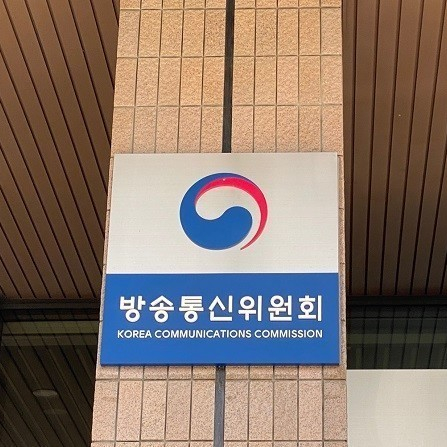 방송통신위원회
KOREA COMMUNICATIONS COMMISSION